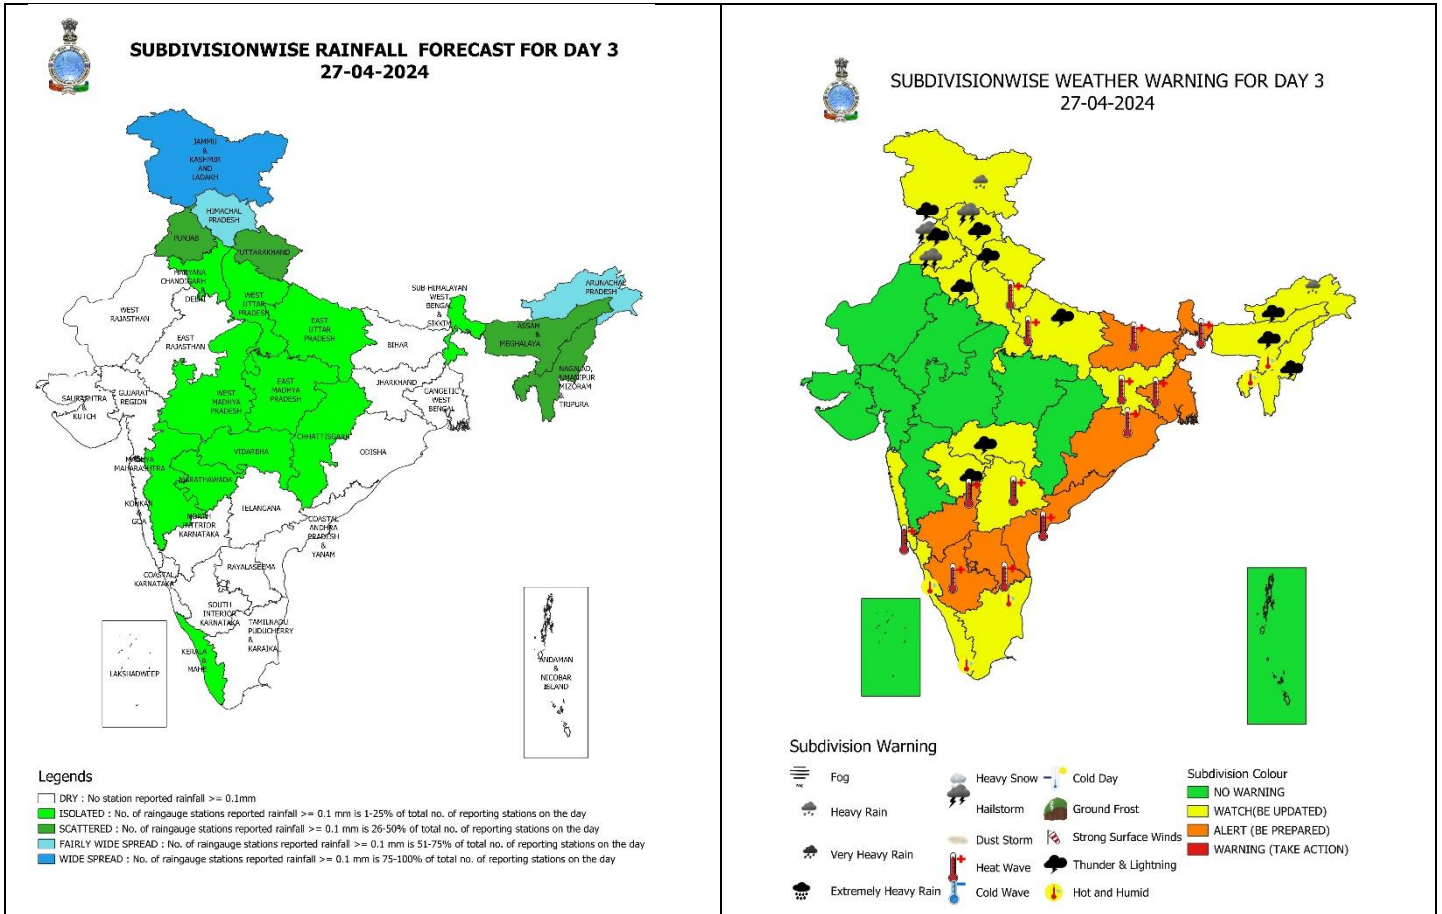 SUBDIVISIONWISE RAINFALL FORECAST FOR DAY 3
27-04-2024
JAMMU
&
KASHMIR
AND
LADAKH
HIMACHAL
PRADESH
PUNJAB
UTTARAKHAND
HARYANA
CHANDIGARH
&
DELHI
WEST
RAJASTHAN
WEST
UTTAR
PRADESH
EAST
RAJASTHAN
EAST
UTTAR
PRADESH
SUB HIMALAYAN
WEST
BENGAL
&
SIKKIM
ARUNACHAL
PRADESH
ASSAM
&
MEGHALAYA
BIHAR
NAGALAD,
MANIPUR
MIZORAM
&
TRIPURA
JHARKHAND
GANGETIC
WEST
BENGAL
SAURASHTRA
&
KUTCH
GUJARAT
REGION
WEST
MADHYA
PRADESH
EAST
MADHYA
PRADESH
CHHATTISGARH
VIDARBHA
ODISHA
MADHYA
MAHARASHTRA
MARATHAWADA
KONKAN
&
GOA
NORTH
INTERIOR
KARNATAKA
TELANGANA
COASTAL
ANDHRA
PRADESH
&
YANAM
RAYALASEEMA
COASTAL
KARNATAKA
SOUTH
INTERIOR
KARNATAKA
TAMILNADU
PUDUCHERRY
&
KARAIKAL
KERALA
&
MAHE
LAKSHADWEEP
ANDAMAN
&
NICOBAR
ISLAND
Legends
DRY : No station reported rainfall >= 0.1mm
ISOLATED : No. of raingauge stations reported rainfall >= 0.1 mm is 1-25% of total no. of reporting stations on the day
SCATTERED : No. of raingauge stations reported rainfall >= 0.1 mm is 26-50% of total no. of reporting stations on the day
FAIRLY WIDE SPREAD : No. of raingauge stations reported rainfall >= 0.1 mm is 51-75% of total no. of reporting stations on the day
WIDE SPREAD : No. of raingauge stations reported rainfall >= 0.1 mm is 75-100% of total no. of reporting stations on the day
SUBDIVISIONWISE WEATHER WARNING FOR DAY 3
27-04-2024
Subdivision Warning
Fog
Heavy Rain
Very Heavy Rain
Extremely Heavy Rain
Heavy Snow
Hailstorm
Dust Storm
Heat Wave
Cold Wave
Cold Day
Ground Frost
Strong Surface Winds
Thunder & Lightning
Hot and Humid
Subdivision Colour
NO WARNING
WATCH(BE UPDATED)
ALERT (BE PREPARED)
WARNING (TAKE ACTION)